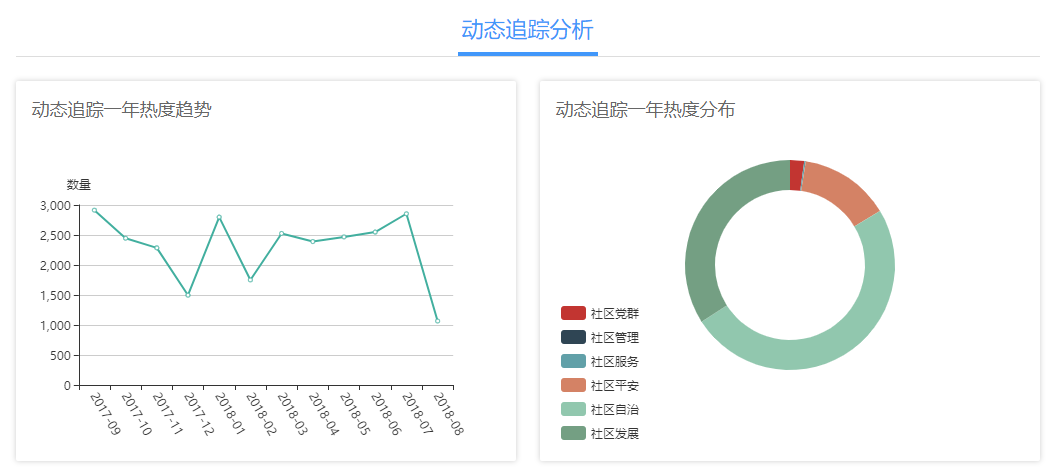 动态追踪分析
动态追踪一年热度趋势
数量
3,000
2,500
2,000
1,500
1,000
500
0
2017-09
2017-10
2017-11
2017-12
2018-01
2018-02
2018-03
2018-04
2018-05
2018-06
2018-07
2018-08
动态追踪一年热度分布
社区党群
社区管理
社区服务
社区平安
社区自治
社区发展